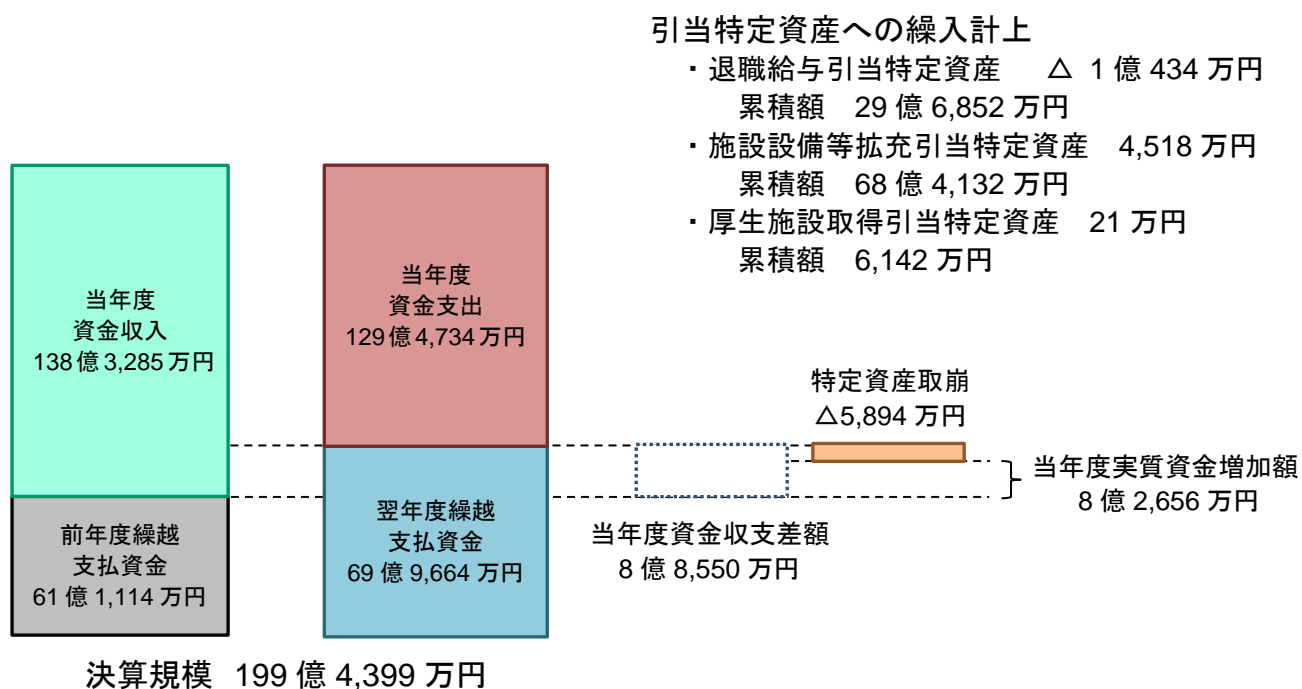 引当特定資産への繰入計上
・退職給与引当特定資産 △ 1 億 434 万円
累積額 29 億 6,852 万円
・施設設備等拡充引当特定資産 4,518 万円
累積額 68 億 4,132 万円
・厚生施設取得引当特定資産 21 万円
累積額 6,142 万円
当年度
資金収入
138億 3,285万円
前年度繰越
支払資金
61 億 1,114 万円
当年度
資金支出
129億 4,734 万円
翌年度繰越
支払資金
69 億 9,664 万円
特定資産取崩
△5,894 万円
当年度資金収支差額
8 億 8,550 万円
当年度実質資金増加額
8 億 2,656 万円
決算規模 199 億 4,399 万円